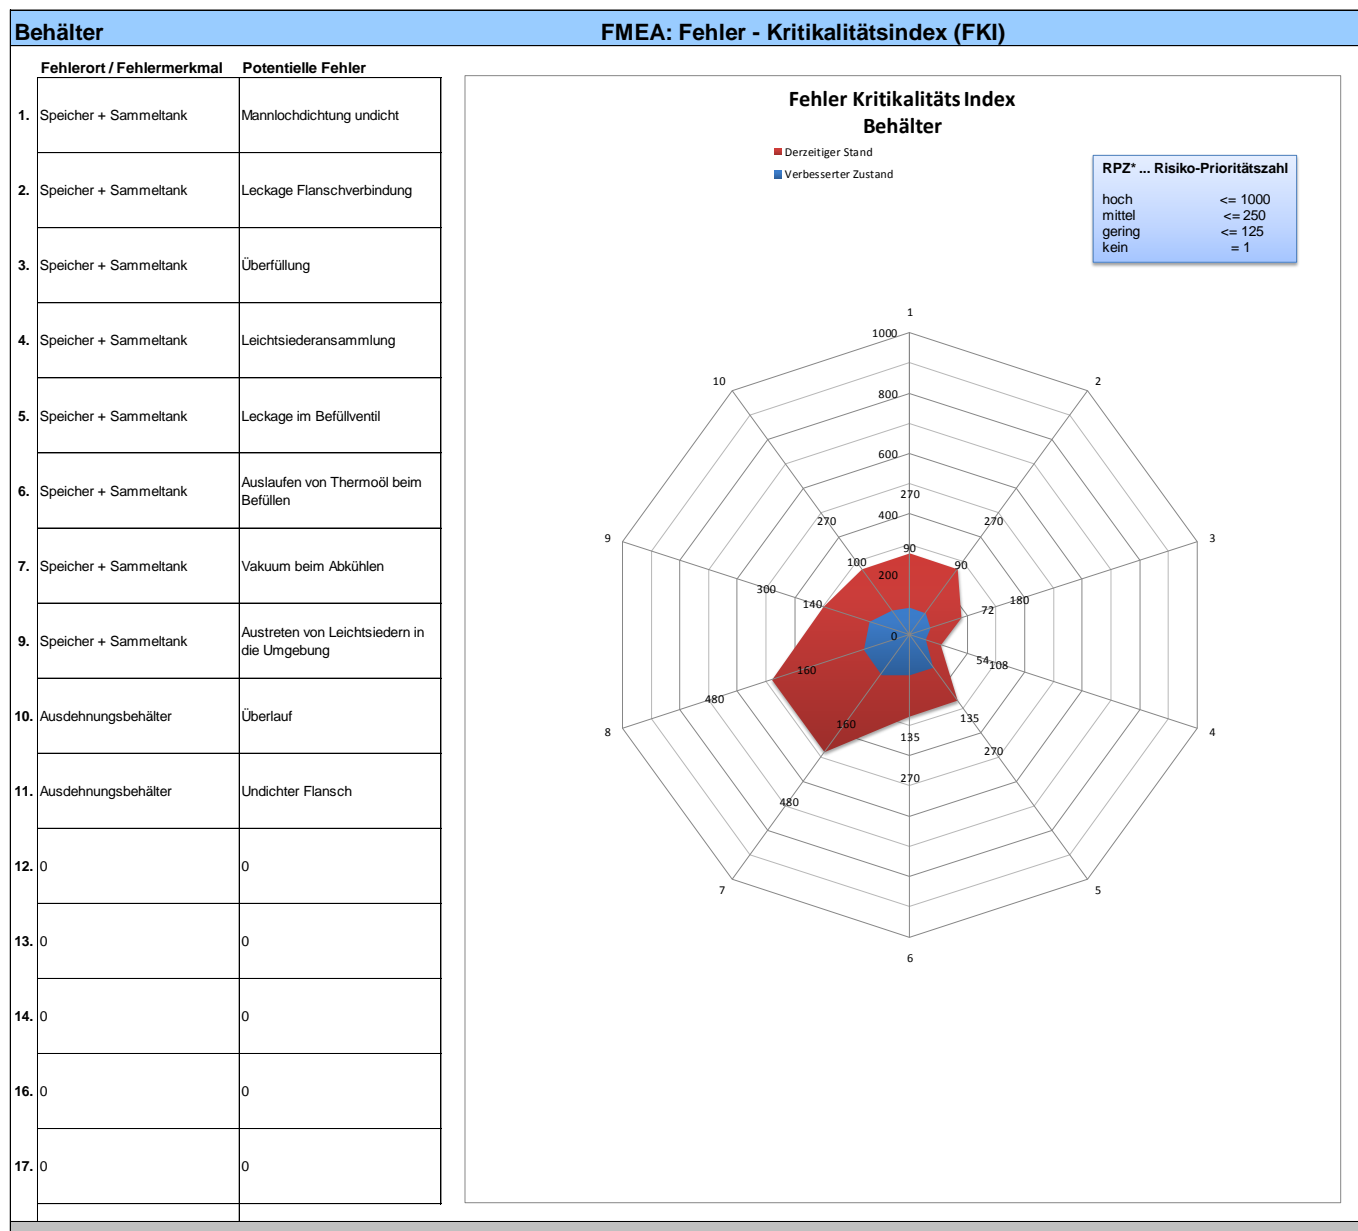 Behälter FMEA: Fehler - Kritikalitätsindex (FKI)
Fehlerort / Fehlermerkmal Potentielle Fehler
1. Speicher + Sammeltank Mannlochdichtung undicht
2. Speicher + Sammeltank Leckage Flanschverbindung
3. Speicher + Sammeltank Überfüllung
4. Speicher + Sammeltank Leichtsiederansammlung
5. Speicher + Sammeltank Leckage im Befüllventil
6. Speicher + Sammeltank Auslaufen von Thermoöl beim
Befüllen
7. Speicher + Sammeltank Vakuum beim Abkühlen
9. Speicher + Sammeltank Austreten von Leichtsiedern in
die Umgebung
10. Ausdehnungsbehälter Überlauf
11. Ausdehnungsbehälter Undichter Flansch
12. 0 0
13. 0 0
14. 0 0
16. 0 0
17. 0 0
Fehler Kritikalitäts Index
Behälter
Derzeitiger Stand
Verbesserter Zustand
RPZ* ... Risiko-Prioritätszahl
hoch <= 1000
mittel <= 250
gering <= 125
kein = 1
1
1000
10 2
800
600
270
400
270 270
9 3
90
100 90
200
300
140 72 180
0
54 108
160
480
8 4
160 135
135
270
270
480
7 5
6